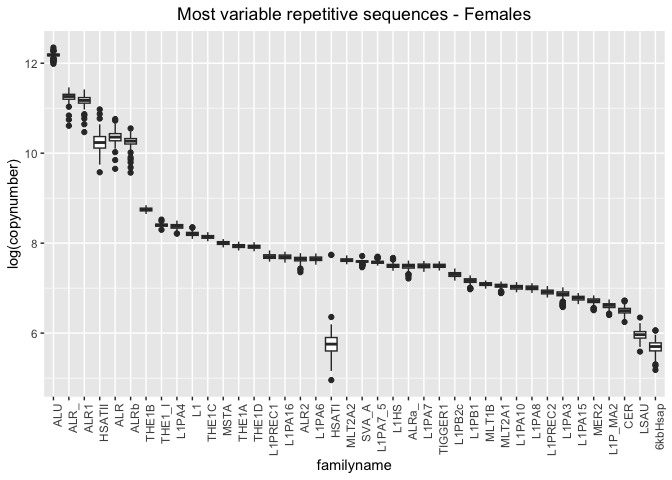 Most variable repetitive sequences - Females
log(copynumber)
12
10
8
6
ALU
ALR_
ALR1
HSATII
ALR
ALRb
THE1B
THE1_I
L1PA4
L1
THE1C
MSTA
THE1A
THE1D
L1PREC1
L1PA16
ALR2
L1PA6
HSATI
MLT2A2
SVA_A
L1PA7_5
L1HS
ALRa_
L1PA7
TIGGER1
L1PB2c
L1PB1
MLT1B
MLT2A1
L1PA10
L1PA8
L1PREC2
L1PA3
L1PA15
MER2
L1P_MA2
CER
LSAU
6kbHsap
familyname